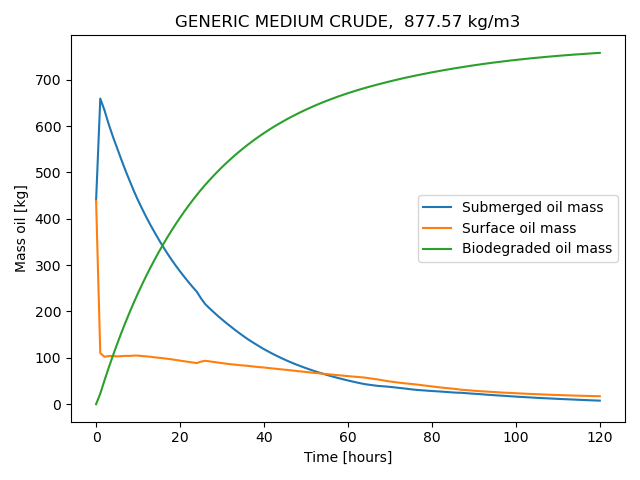 GENERIC MEDIUM CRUDE,  877.57 kg/m3
Mass oil [kg]
700
600
500
400
300
200
100
0
Submerged oil mass
Surface oil mass
Biodegraded oil mass
0 20 40 60 80 100 120
Time [hours]